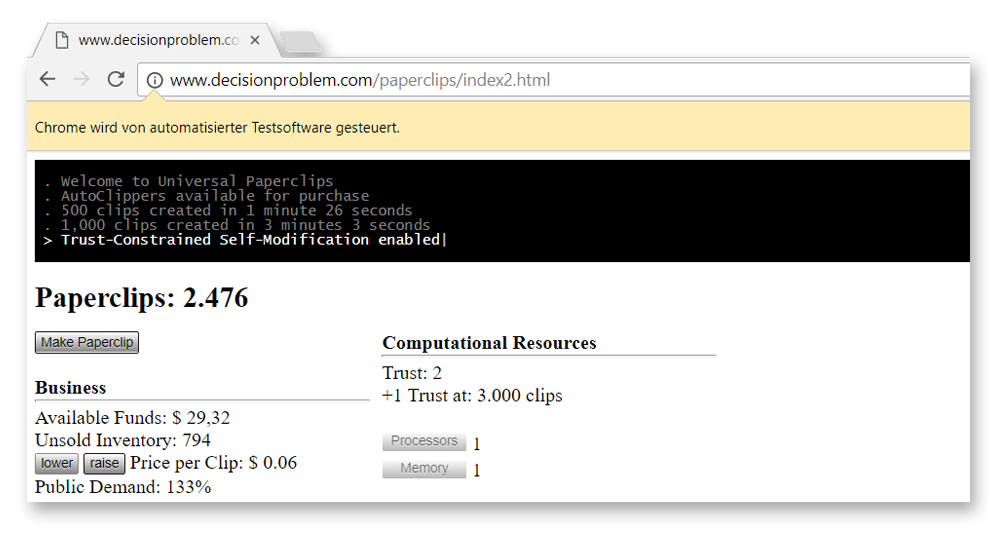 www.decisionproblem.co
www.decisionproblem.com/paperclips/index2.html
Chrome wird von automatisierter Testsoftware gesteuert.
. Welcome to Universal Paperclips
. AutoClippers available for purchase
. 500 clips created in 1 minute 26 seconds
. 1,000 clips created in 3 minutes 3 seconds
> Trust-Constrained Self-Modification enabled|
Paperclips: 2.476
Make Paperclip
Business
Available Funds: $ 29,32
Unsold Inventory: 794
lower raise Price per Clip: $ 0.06
Public Demand: 133%
Computational Resources
Trust: 2
+1 Trust at: 3.000 clips
Processors 1
Memory 1